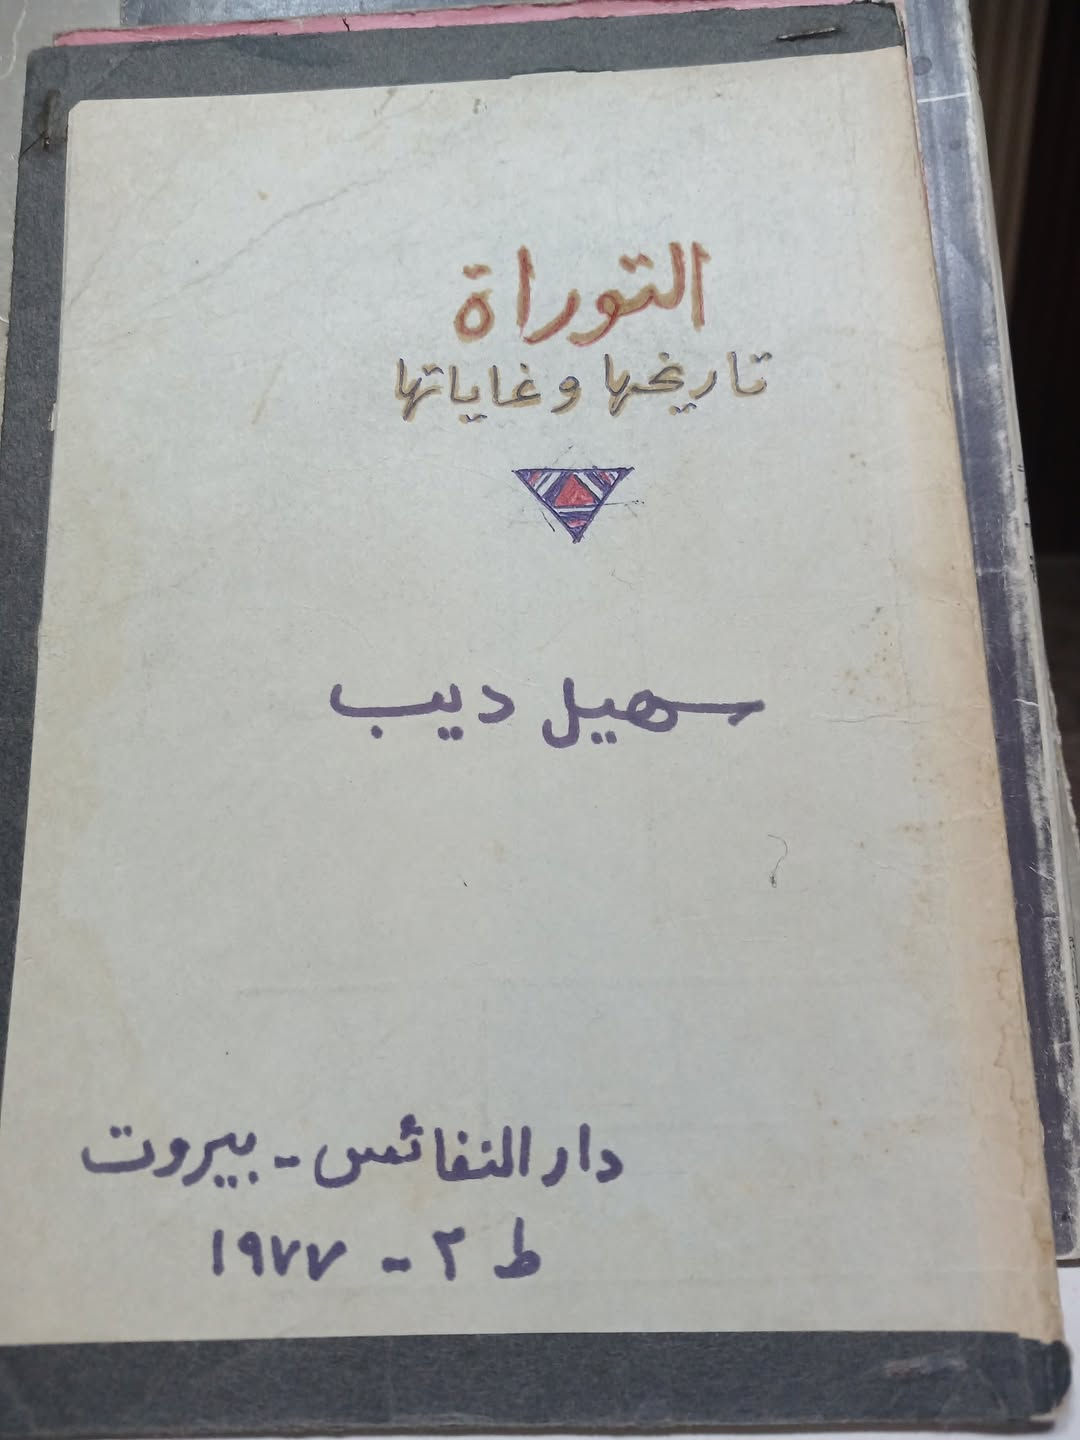 التوراة
تاريخها وغاياتها
سهيل ديب
دار النفائس - بيروت
ط ٢ - ١٩٧٧